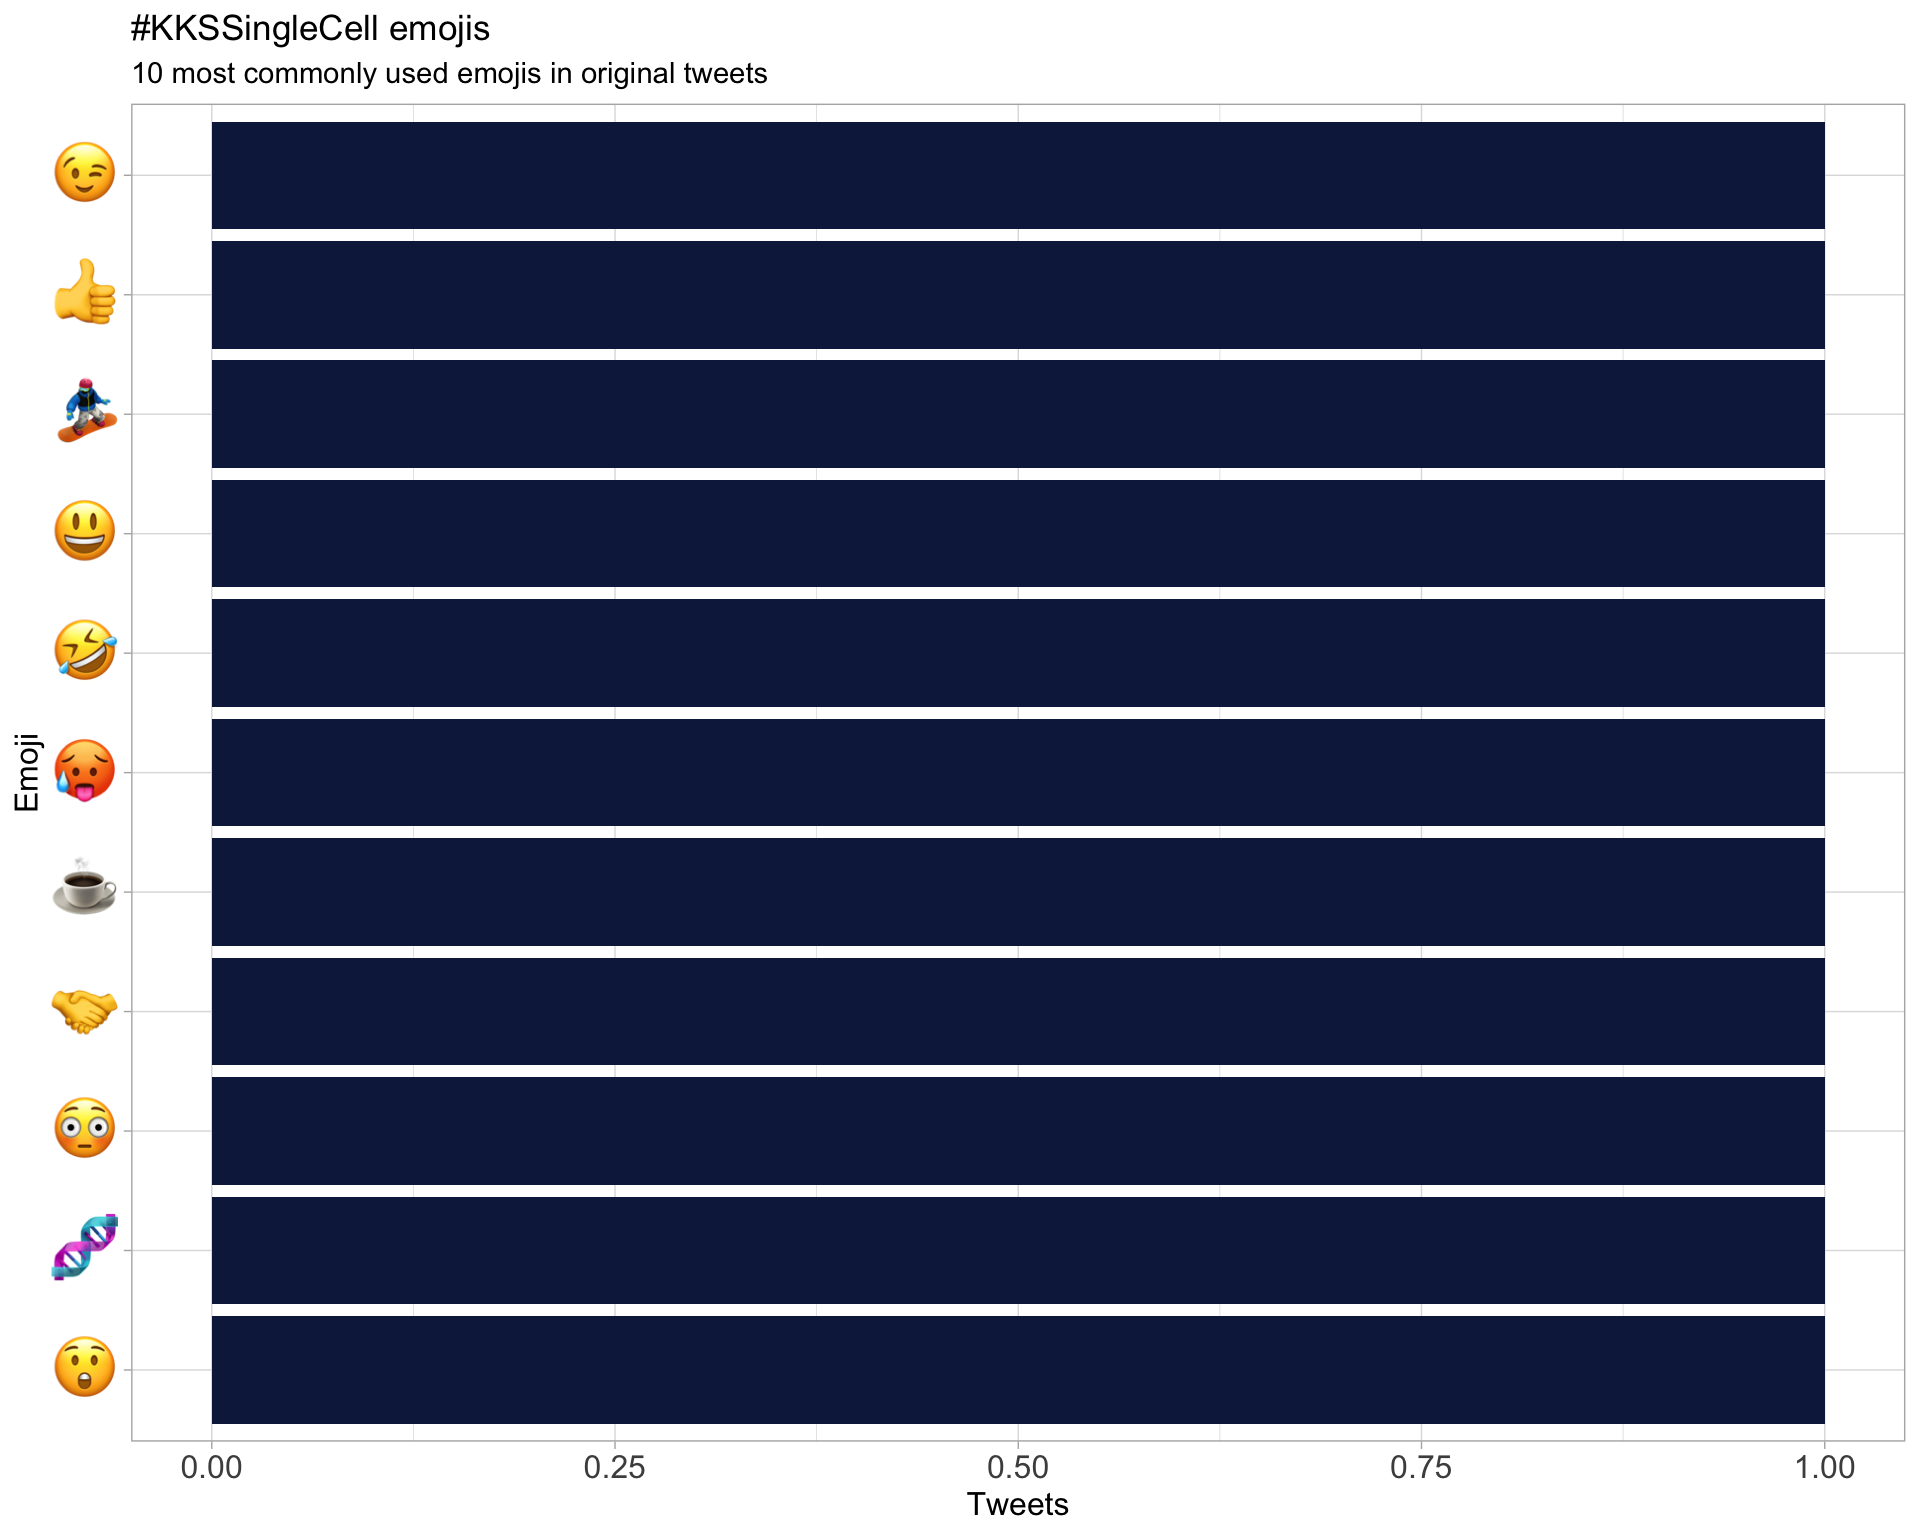 #KKSSingleCell emojis
10 most commonly used emojis in original tweets
Emoji
0.00
0.25
0.50
0.75
1.00
Tweets